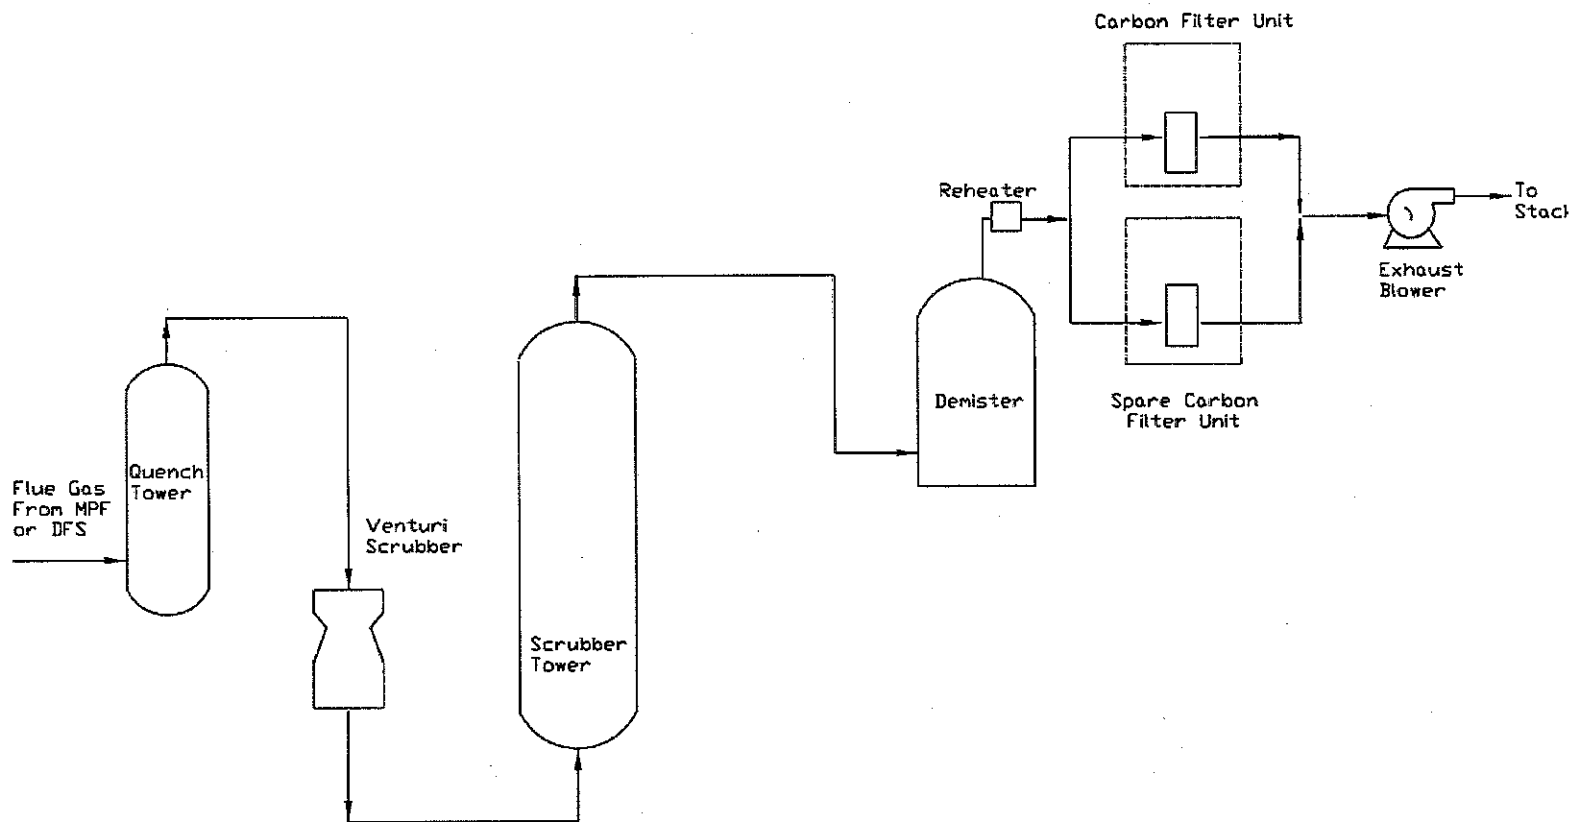 Carbon Filter Unit
Reheater
To
Stack
Exhaust
Blower
Demister
Spare Carbon
Filter Unit
Quench
Tower
Flue Gas
From MPF
or DFS
Venturi
Scrubber
Scrubber
Tower